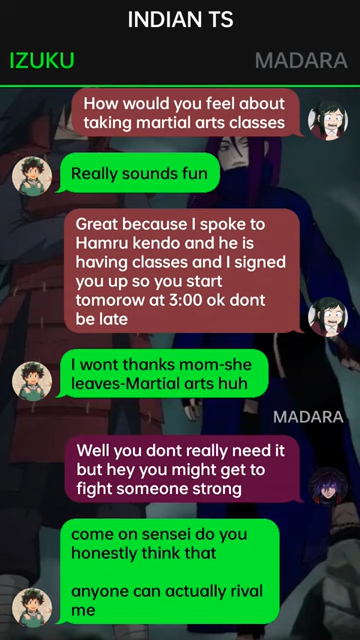 INDIAN TS
IZUKU
MADARA
How would you feel about
taking martial arts classes
Really sounds fun
Great because I spoke to
Hamru kendo and he is
having classes and I signed
you up so you start
tomorow at 3:00 ok dont
be late
I wont thanks mom-she
leaves-Martial arts huh
MADARA
Well you dont really need it
but hey you might get to
fight someone strong
come on sensei do you
honestly think that
anyone can actually rival
me